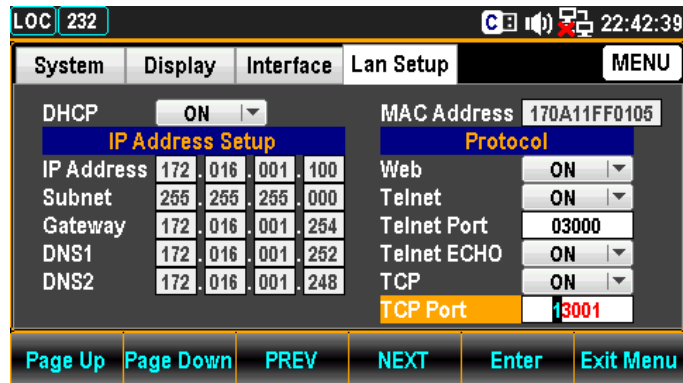 LOC 232 C 22:42:39
System Display Interface Lan Setup MENU
DHCP ON
IP Address Setup
IP Address 172 . 016 . 001 . 100
Subnet 255 . 255 . 255 . 000
Gateway 172 . 016 . 001 . 254
DNS1 172 . 016 . 001 . 252
DNS2 172 . 016 . 001 . 248
MAC Address 170A11FF0105
Protocol
Web ON
Telnet ON
Telnet Port 03000
Telnet ECHO ON
TCP ON
TCP Port 13001
Page Up Page Down PREV NEXT Enter Exit Menu